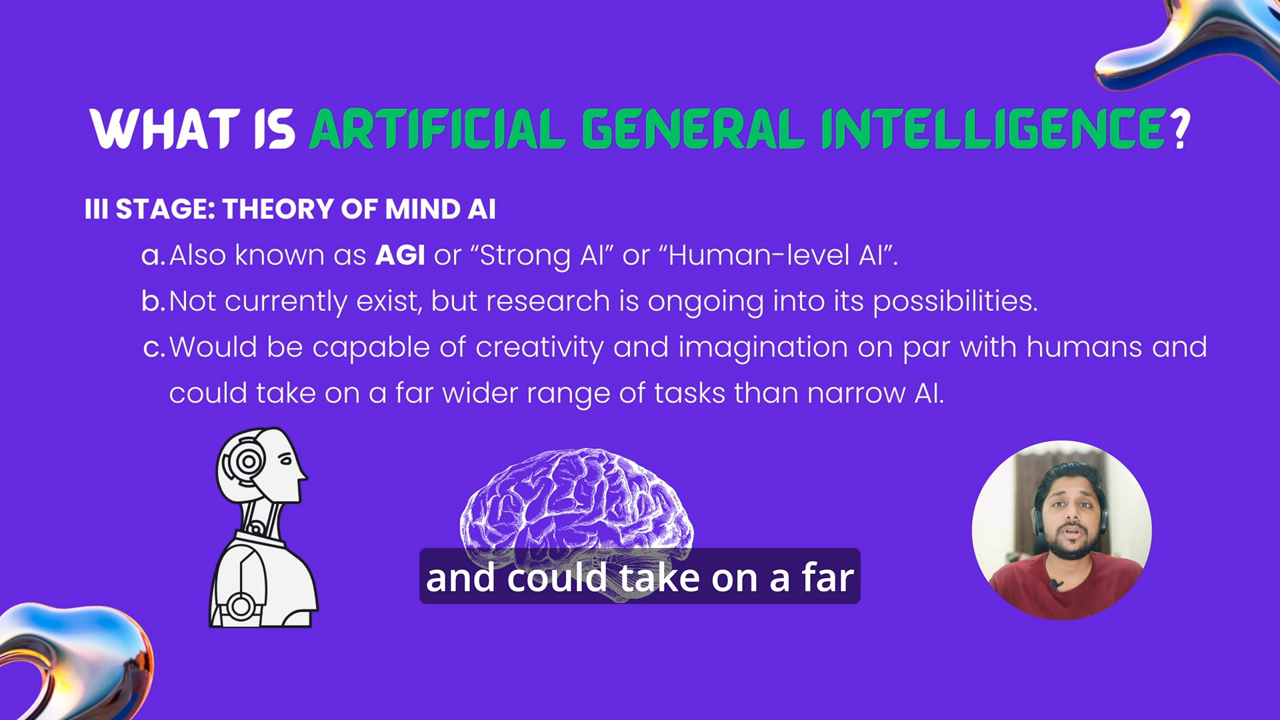 WHAT IS ARTIFICIAL GENERAL INTELLIGENCE?
III STAGE: THEORY OF MIND AI
a. Also known as AGI or “Strong AI” or “Human-level AI”.
b. Not currently exist, but research is ongoing into its possibilities.
c. Would be capable of creativity and imagination on par with humans and
could take on a far wider range of tasks than narrow AI.
and could take on a far